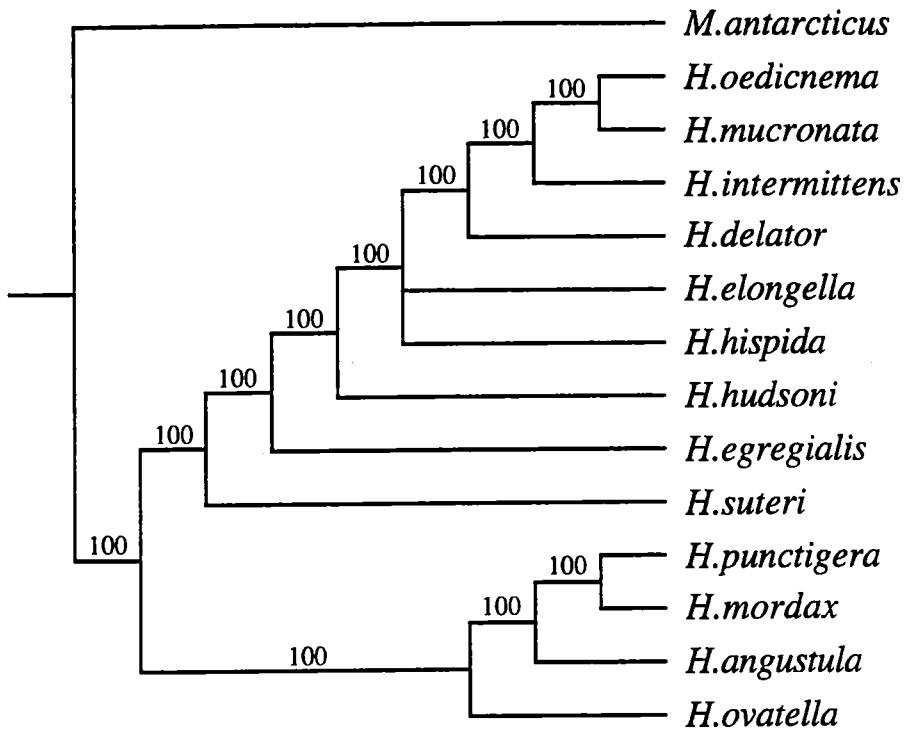 M.antarcticus
H.oedicnema
100
H.mucronata
100
H.intermittens
100
H.delator
100
H.elongella
100
H.hispida
100
H.hudsoni
100
H.egregialis
H.suteri
100
H.punctigera
100
H.mordax
100
H.angustula
100
H.ovatella